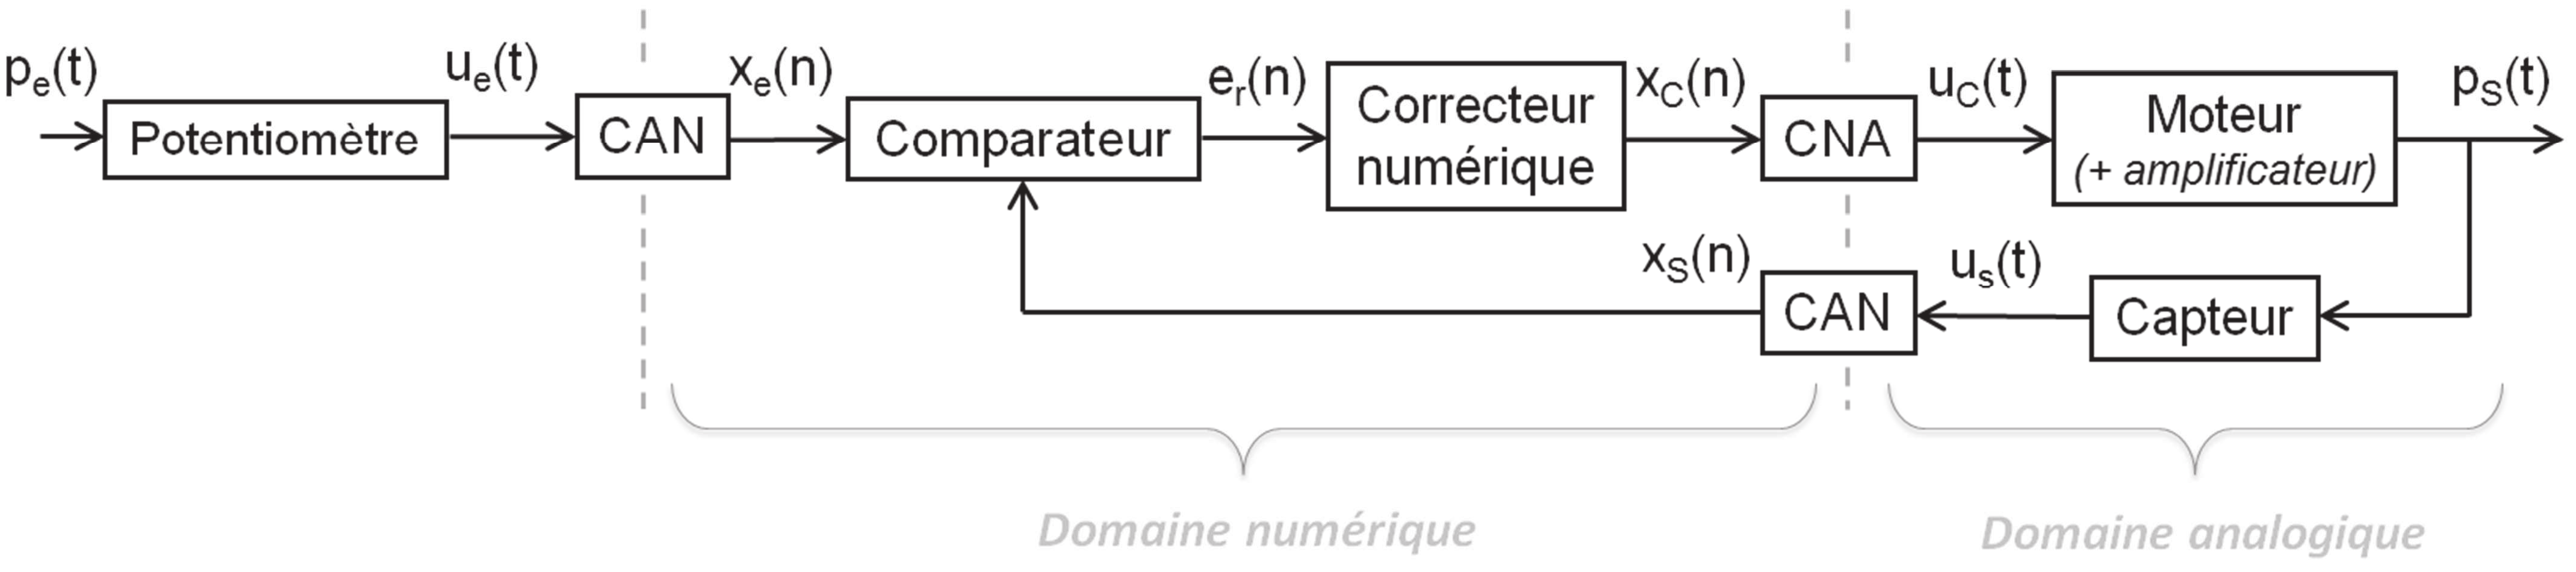 pe(t)
Potentiomètre
ue(t)
CAN
xe(n)
Comparateur
er(n)
Correcteur
numérique
xC(n)
CNA
uC(t)
Moteur
(+ amplificateur)
pS(t)
xS(n)
CAN
us(t)
Capteur
Domaine numérique
Domaine analogique